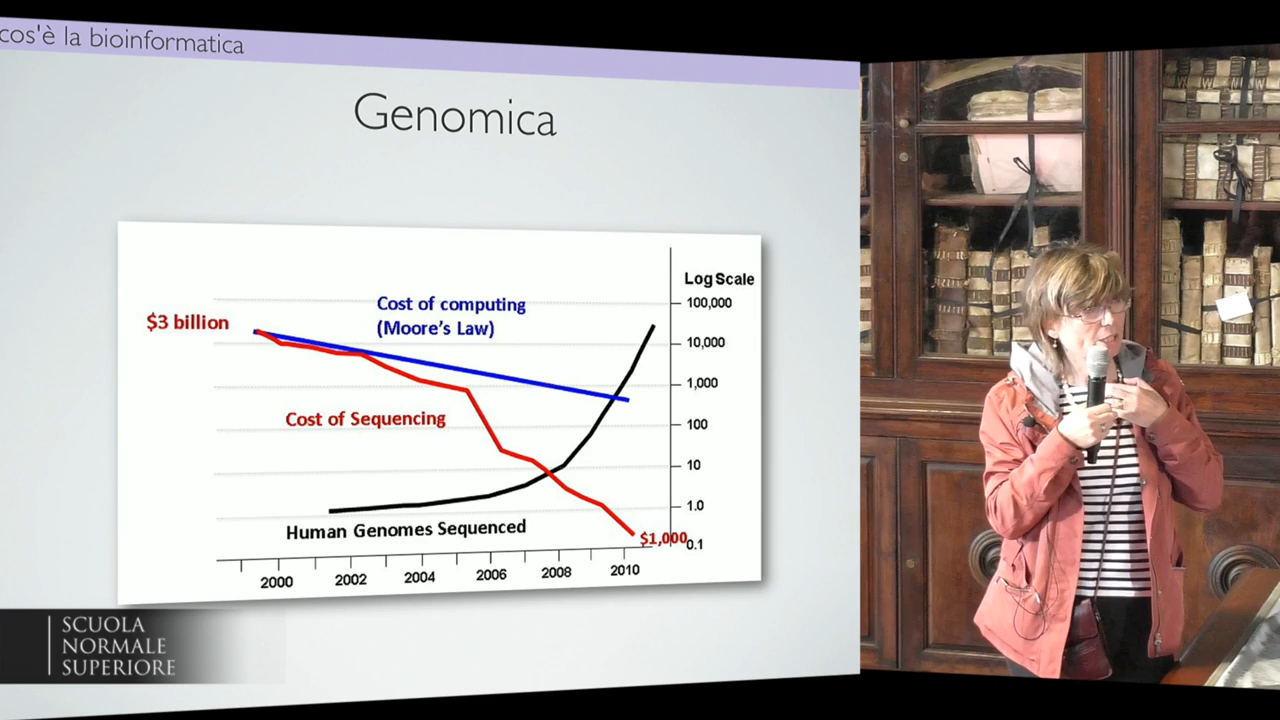 cos'è la bioinformatica
Genomica
Log Scale
100,000
10,000
1,000
100
10
1.0
0.1
$3 billion
Cost of computing
(Moore's Law)
Cost of Sequencing
Human Genomes Sequenced
$1,000
2000 2002 2004 2006 2008 2010
SCUOLA
NORMALE
SUPERIORE